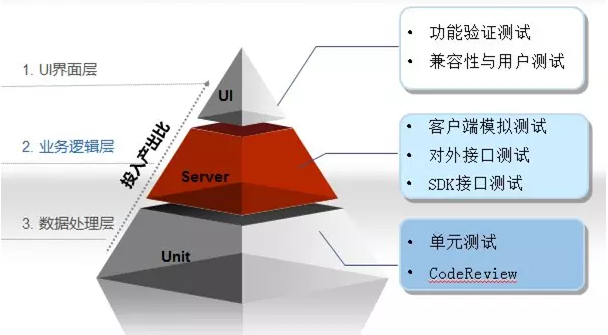 1. UI界面层
2. 业务逻辑层
3. 数据处理层
投入产出比
UI
Server
Unit
• 功能验证测试
• 兼容性与用户测试
• 客户端模拟测试
• 对外接口测试
• SDK接口测试
• 单元测试
• CodeReview